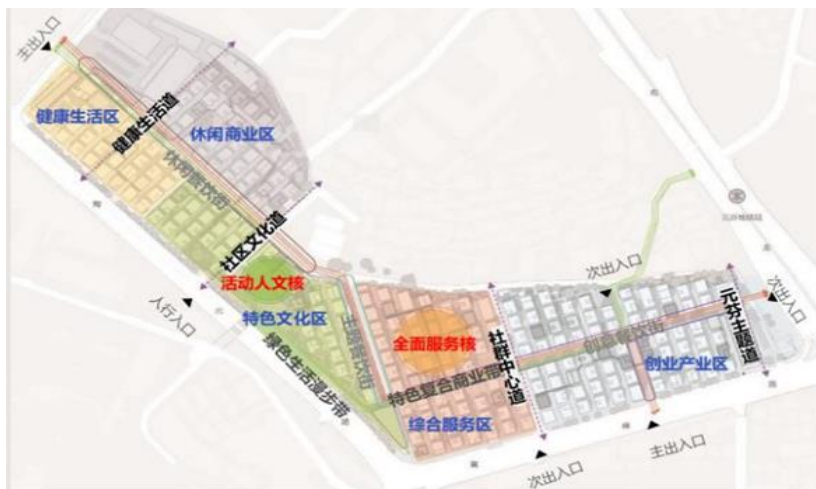 主出入口
健康生活区
健康生活道
休闲商业区
休闲餐饮街
社区文化道
活动人文核
人行入口
特色文化区
绿色生活漫步带
全面服务核
特色复合商业带
综合服务区
社群中心道
次出入口
创意餐饮街
创业产业区
元芬主题道
次出入口
次出入口
主出入口